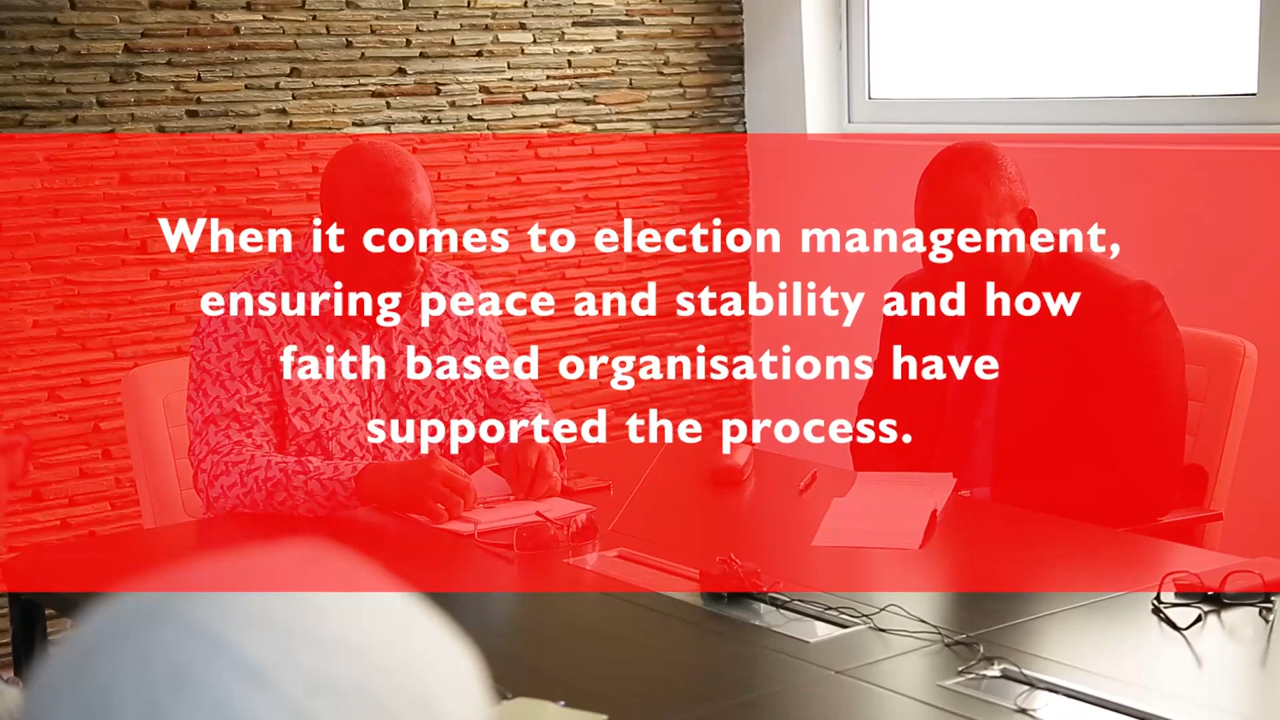 When it comes to election management,
ensuring peace and stability and how
faith based organisations have
supported the process.